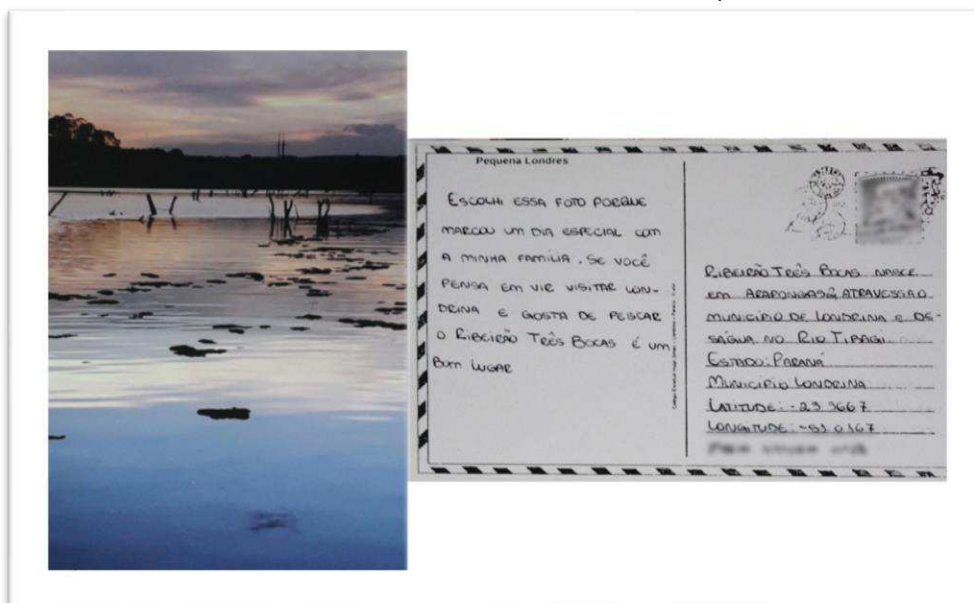 Pequena Londres
ESCOLHI ESSA FOTO PORQUE
MARCOU UM DIA ESPECIAL COM
A MINHA FAMÍLIA. SE VOCÊ
PENSA EM VIR VISITAR LON-
DRINA E GOSTA DE PESCAR
O RIBEIRÃO TRÊS BOCAS É UM
BOM LUGAR
RIBEIRÃO TRÊS BOCAS NASCE
EM ARAPONGAS, ATRAVESSA O
MUNICÍPIO DE LONDRINA E DE-
SÁGUA NO RIO TIBAGI
ESTADO: PARANÁ
MUNICÍPIO LONDRINA
LATITUDE: -23 3667
LONGITUDE: -51 0167